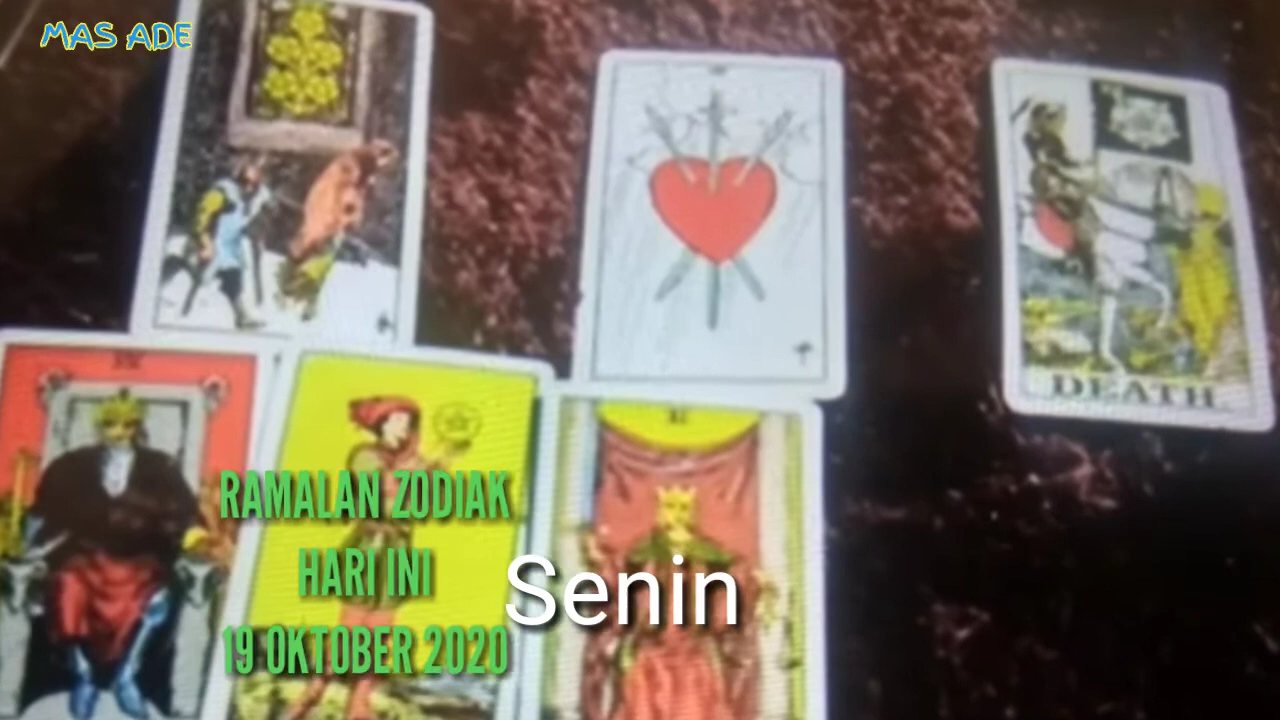 MAS ADE
DEATH.
RAMALAN ZODIAK
HARI INI
Senin
19 OKTOBER 2020